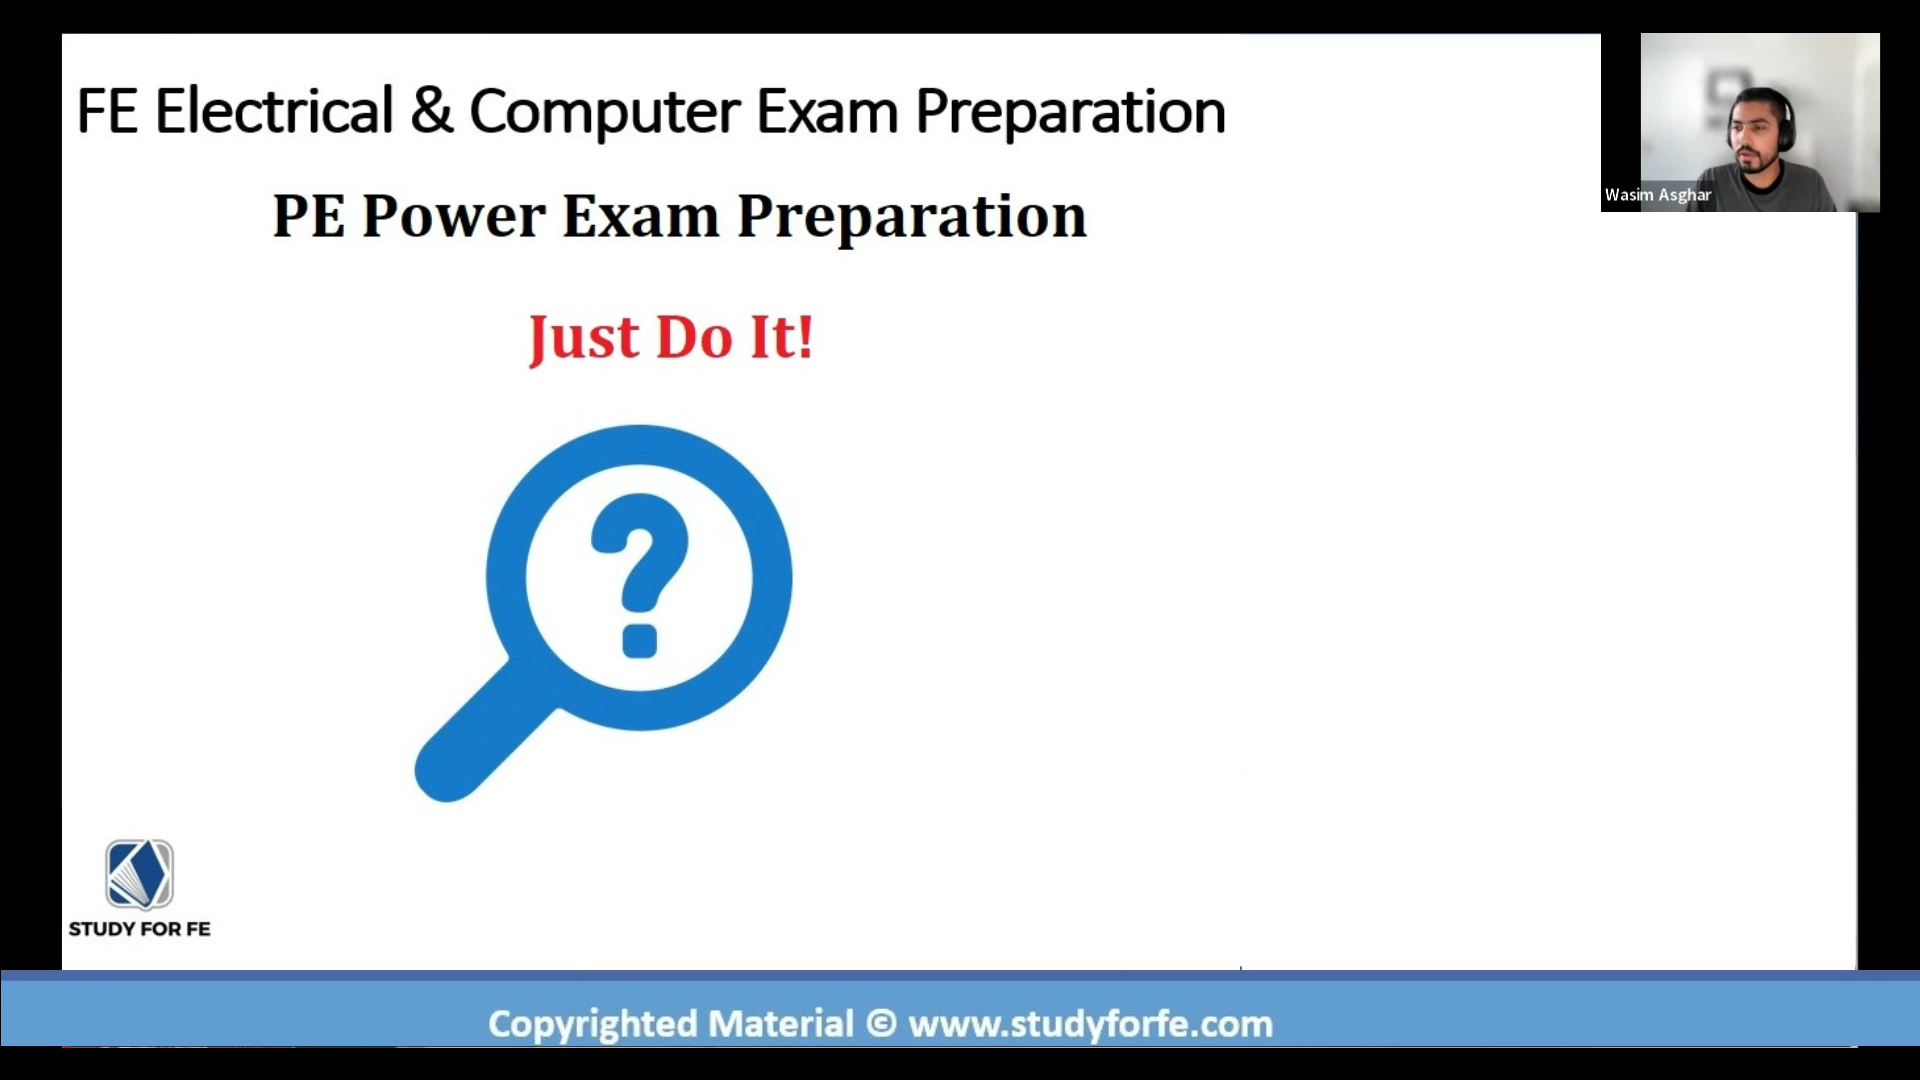 FE Electrical & Computer Exam Preparation
Wasim Asghar
PE Power Exam Preparation
Just Do It!
?
STUDY FOR FE
Copyrighted Material © www.studyforfe.com